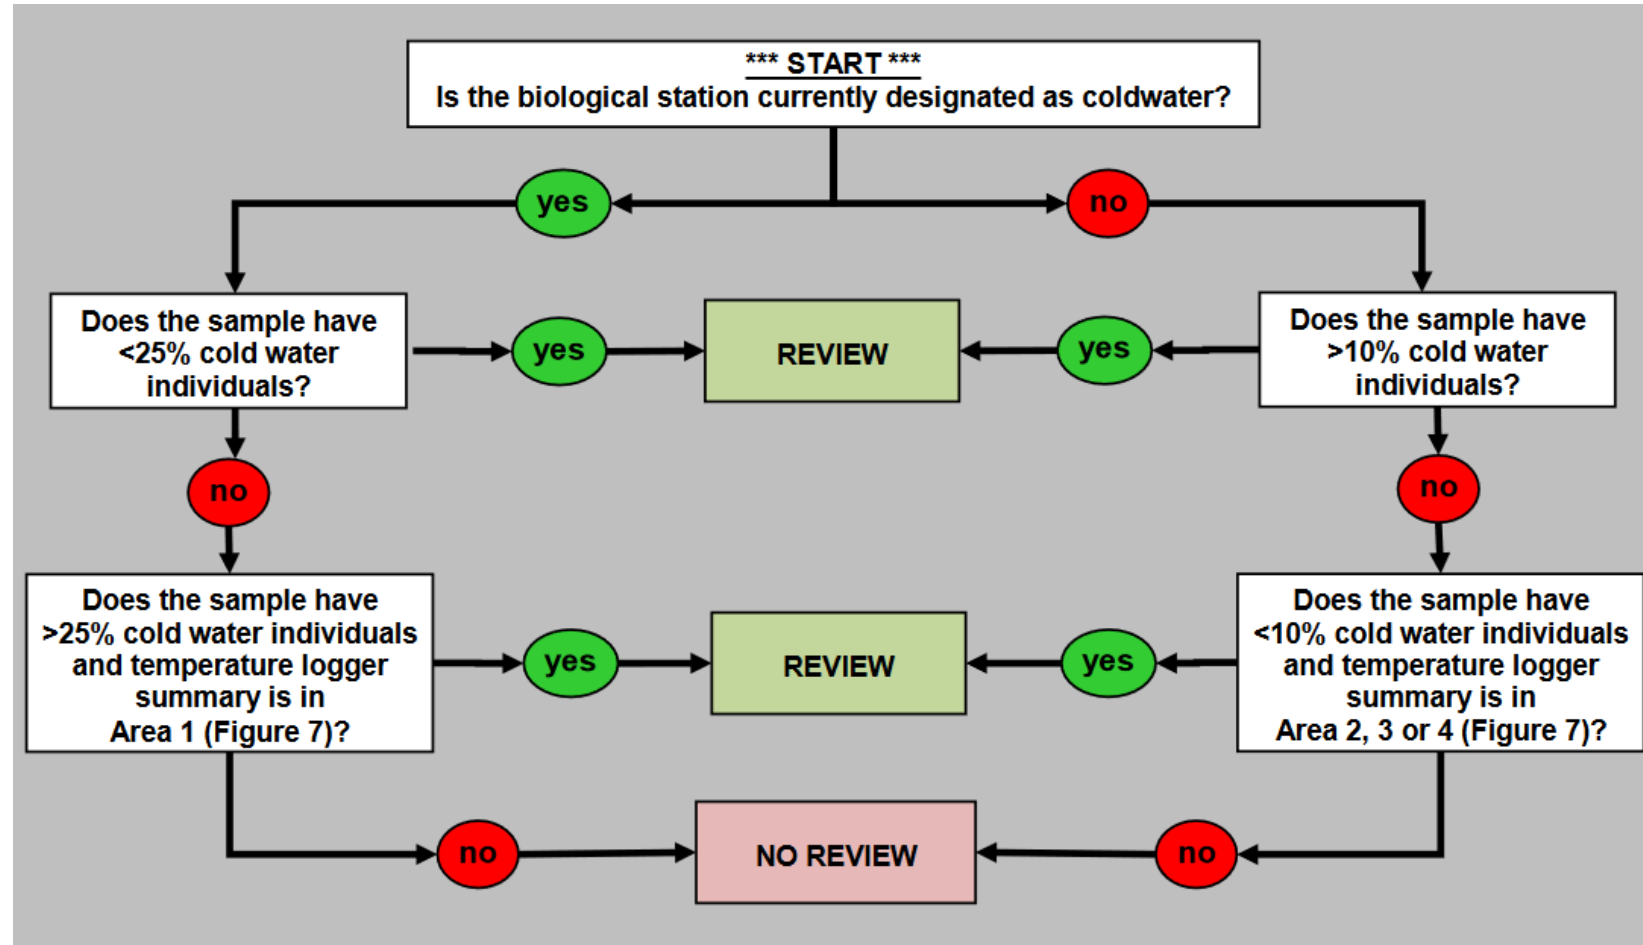 *** START ***
Is the biological station currently designated as coldwater?
yes
no
Does the sample have
<25% cold water
individuals?
yes
REVIEW
yes
Does the sample have
>10% cold water
individuals?
no
no
Does the sample have
>25% cold water individuals
and temperature logger
summary is in
Area 1 (Figure 7)?
yes
REVIEW
yes
Does the sample have
<10% cold water individuals
and temperature logger
summary is in
Area 2, 3 or 4 (Figure 7)?
no
NO REVIEW
no